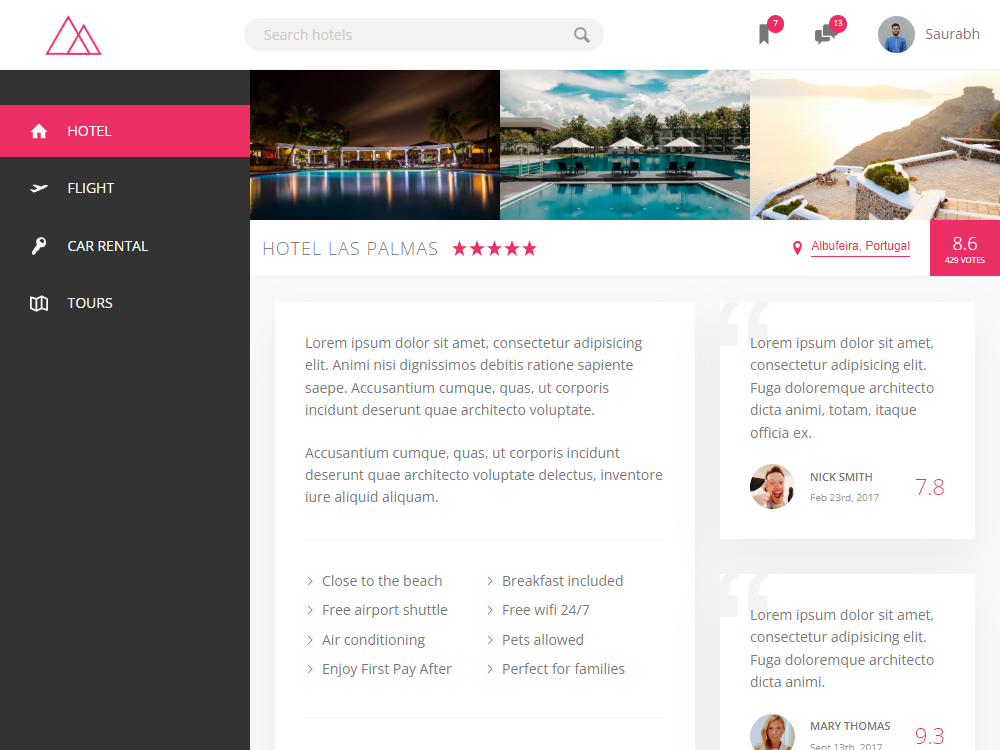 Search hotels
7
13
Saurabh
HOTEL
FLIGHT
CAR RENTAL
TOURS
HOTEL LAS PALMAS
Albufeira, Portugal
8.6
429 VOTES
Lorem ipsum dolor sit amet, consectetur adipisicing
elit. Animi nisi dignissimos debitis ratione sapiente
saepe. Accusantium cumque, quas, ut corporis
incidunt deserunt quae architecto voluptate.
Accusantium cumque, quas, ut corporis incidunt
deserunt quae architecto voluptate delectus, inventore
iure aliquid aliquam.
Close to the beach
Breakfast included
Free airport shuttle
Free wifi 24/7
Air conditioning
Pets allowed
Enjoy First Pay After
Perfect for families
Lorem ipsum dolor sit amet,
consectetur adipisicing elit.
Fuga doloremque architecto
dicta animi, totam, itaque
officia ex.
NICK SMITH
Feb 23rd, 2017
7.8
Lorem ipsum dolor sit amet,
consectetur adipisicing elit.
Fuga doloremque architecto
dicta animi.
MARY THOMAS
Sept 13th, 2017
9.3